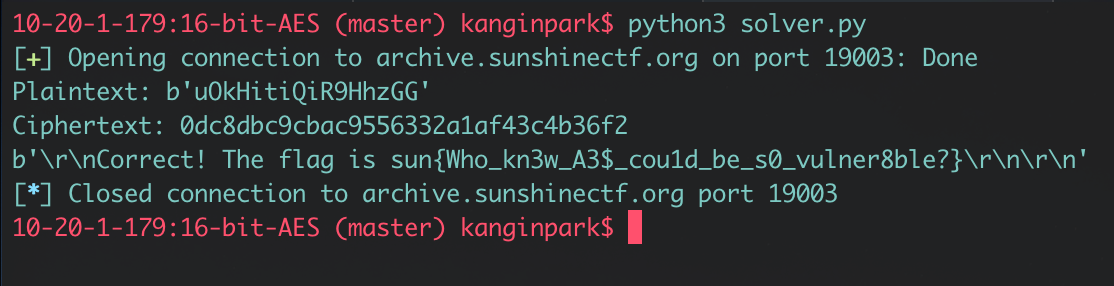 10-20-1-179:16-bit-AES (master) kanginpark$ python3 solver.py
[+] Opening connection to archive.sunshinectf.org on port 19003: Done
Plaintext: b'uOkHitiQiR9HhzGG'
Ciphertext: 0dc8dbc9cbac9556332a1af43c4b36f2
b'\r\nCorrect! The flag is sun{Who_kn3w_A3$_cou1d_be_s0_vulner8ble?}\r\n\r\n'
[*] Closed connection to archive.sunshinectf.org port 19003
10-20-1-179:16-bit-AES (master) kanginpark$